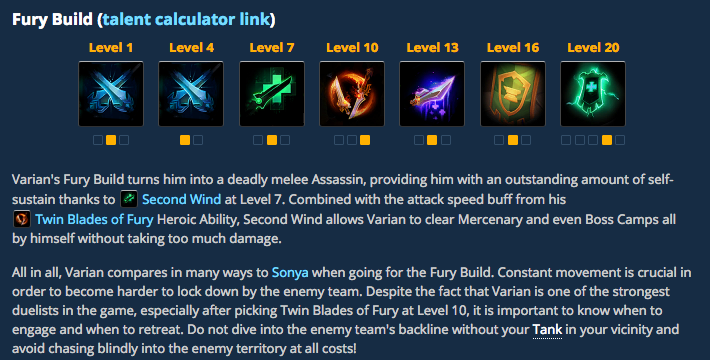 Fury Build (talent calculator link)
Level 1 Level 4 Level 7 Level 10 Level 13 Level 16 Level 20
Varian's Fury Build turns him into a deadly melee Assassin, providing him with an outstanding amount of self-
sustain thanks to Second Wind at Level 7. Combined with the attack speed buff from his
Twin Blades of Fury Heroic Ability, Second Wind allows Varian to clear Mercenary and even Boss Camps all
by himself without taking too much damage.
All in all, Varian compares in many ways to Sonya when going for the Fury Build. Constant movement is crucial in
order to become harder to lock down by the enemy team. Despite the fact that Varian is one of the strongest
duelists in the game, especially after picking Twin Blades of Fury at Level 10, it is important to know when to
engage and when to retreat. Do not dive into the enemy team's backline without your Tank in your vicinity and
avoid chasing blindly into the enemy territory at all costs!